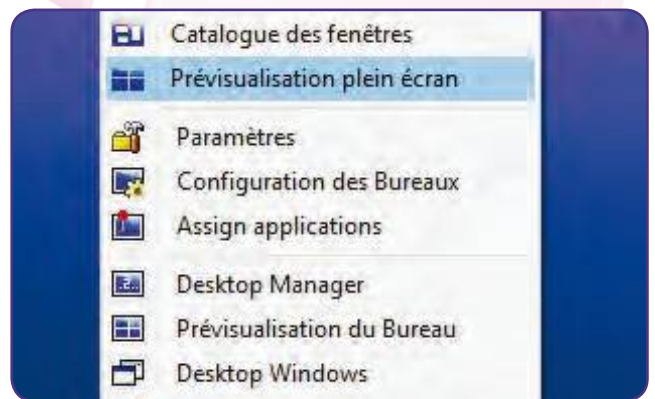 Catalogue des fenêtres
Prévisualisation plein écran
Paramètres
Configuration des Bureaux
Assign applications
Desktop Manager
Prévisualisation du Bureau
Desktop Windows